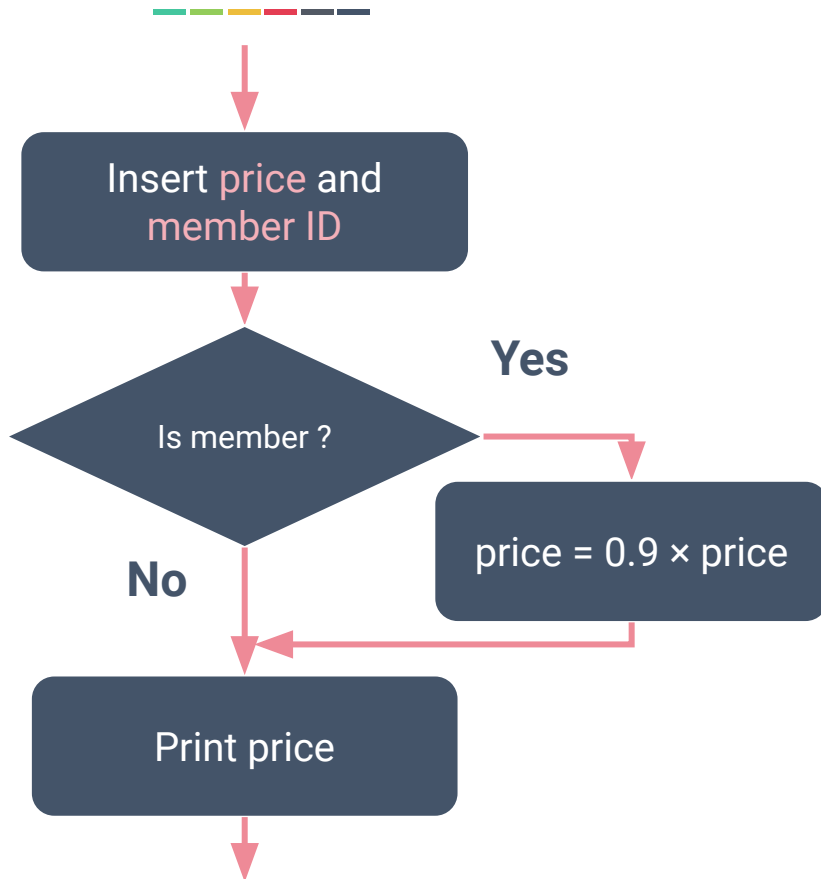 Insert price and
member ID
Yes
Is member ?
price = 0.9 × price
No
Print price